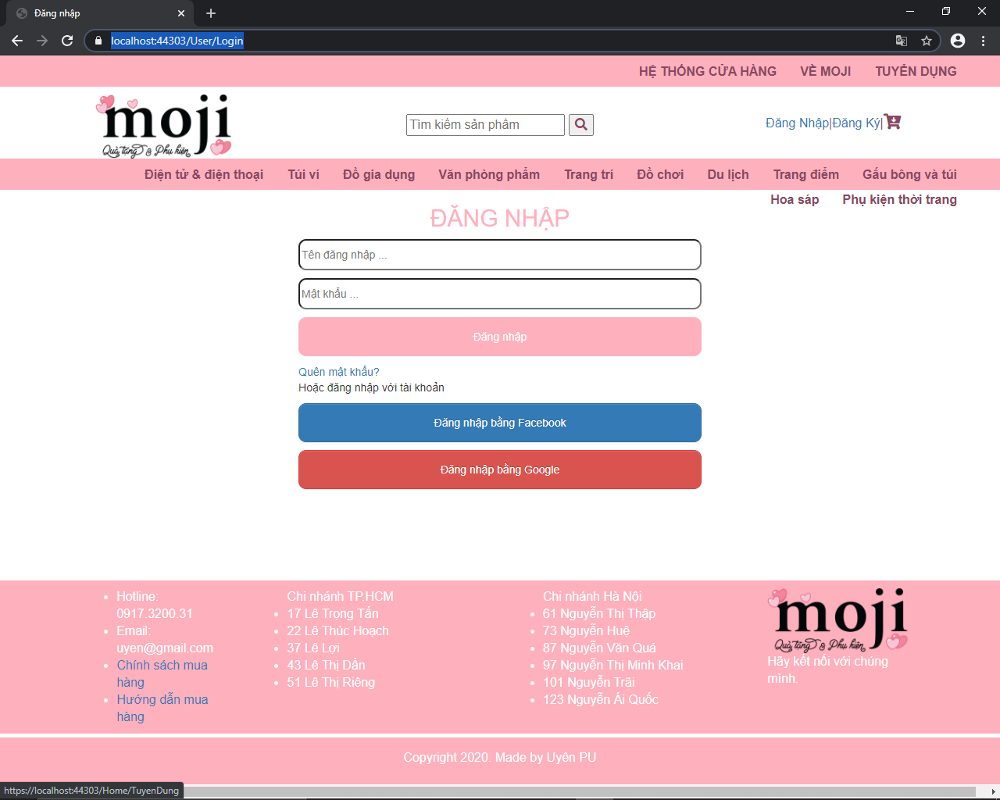 Đăng nhập
localhost:44303/User/Login
HỆ THỐNG CỬA HÀNG VỀ MOJI TUYỂN DỤNG
moji
Quà tặng & Phụ kiện
Tìm kiếm sản phẩm
Đăng Nhập|Đăng Ký|
Điện tử & điện thoại Túi ví Đồ gia dụng Văn phòng phẩm Trang trí Đồ chơi Du lịch Trang điểm Gấu bông và túi
Hoa sáp Phụ kiện thời trang
ĐĂNG NHẬP
Tên đăng nhập ...
Mật khẩu ...
Đăng nhập
Quên mật khẩu?
Hoặc đăng nhập với tài khoản
Đăng nhập bằng Facebook
Đăng nhập bằng Google
Hotline:
0917.3200.31
Email:
uyen@gmail.com
Chính sách mua
hàng
Hướng dẫn mua
hàng
Chi nhánh TP.HCM
17 Lê Trọng Tấn
22 Lê Thúc Hoạch
37 Lê Lợi
43 Lê Thị Dần
51 Lê Thị Riêng
Chi nhánh Hà Nội
61 Nguyễn Thị Thập
73 Nguyễn Huệ
87 Nguyễn Văn Quá
97 Nguyễn Thị Minh Khai
101 Nguyễn Trãi
123 Nguyễn Ái Quốc
moji
Quà tặng & Phụ kiện
Hãy kết nối với chúng
mình.
Copyright 2020. Made by Uyên PU
https://localhost:44303/Home/TuyenDung